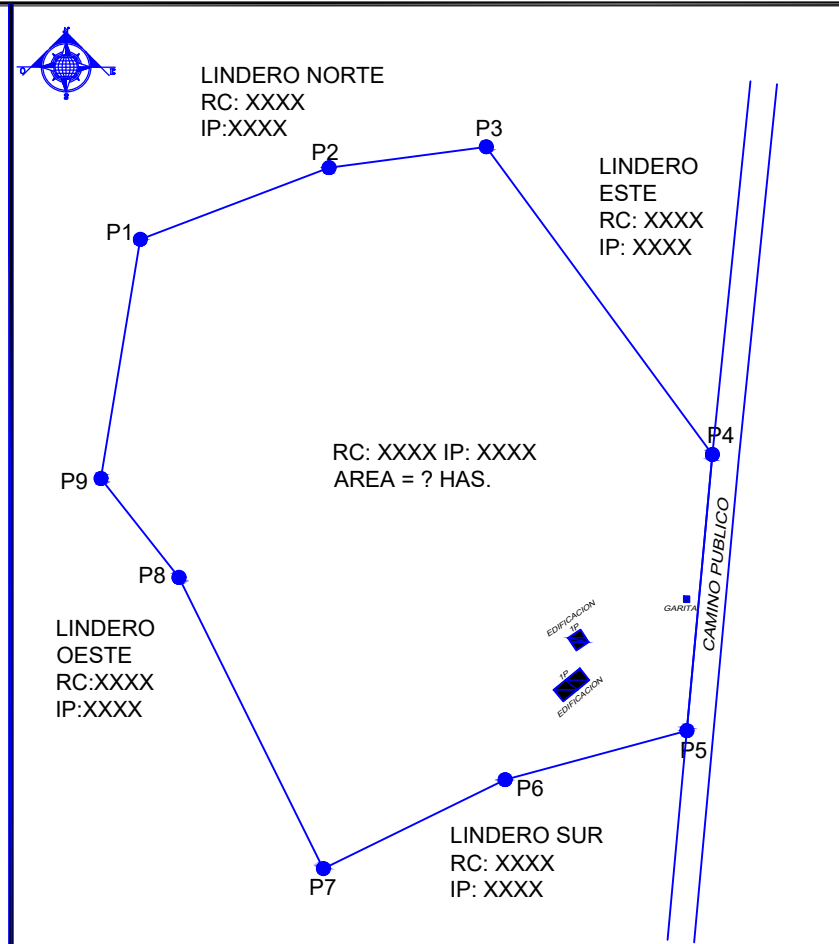 LINDERO NORTE
RC: XXXX
IP:XXXX
P3
P2
LINDERO
ESTE
RC: XXXX
IP: XXXX
P1
P4
RC: XXXX IP: XXXX
AREA = ? HAS.
P9
CAMINO PUBLICO
P8
GARITA
EDIFICACION
1P
LINDERO
OESTE
RC:XXXX
IP:XXXX
1P
EDIFICACION
P5
P6
LINDERO SUR
RC: XXXX
IP: XXXX
P7